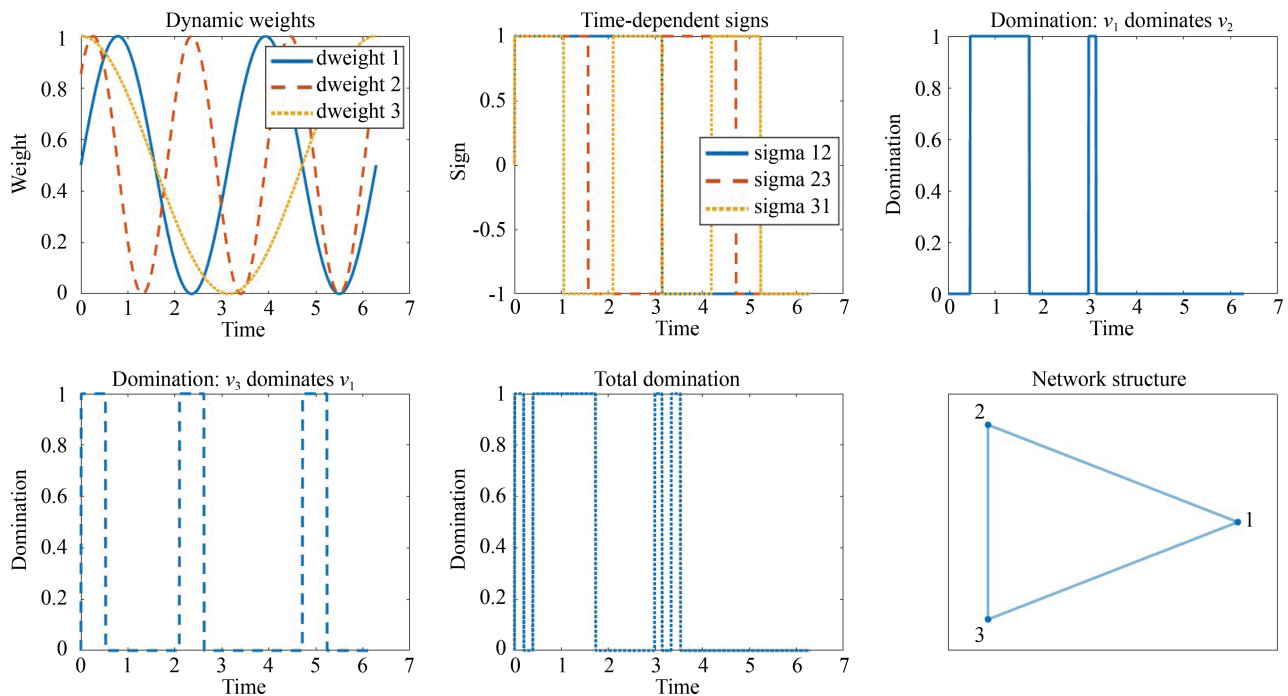 Dynamic weights
1
0.8
0.6
0.4
0.2
0
Weight
dweight 1
dweight 2
dweight 3
0 1 2 3 4 5 6 7
Time
Time-dependent signs
1
0.5
0
-0.5
-1
Sign
sigma 12
sigma 23
sigma 31
0 1 2 3 4 5 6 7
Time
Domination: v₁ dominates v₂
1
0.8
0.6
0.4
0.2
0
Domination
0 1 2 3 4 5 6 7
Time
Domination: v₃ dominates v₁
1
0.8
0.6
0.4
0.2
0
Domination
0 1 2 3 4 5 6 7
Time
Total domination
1
0.8
0.6
0.4
0.2
0
Domination
0 1 2 3 4 5 6 7
Time
Network structure
2
1
3